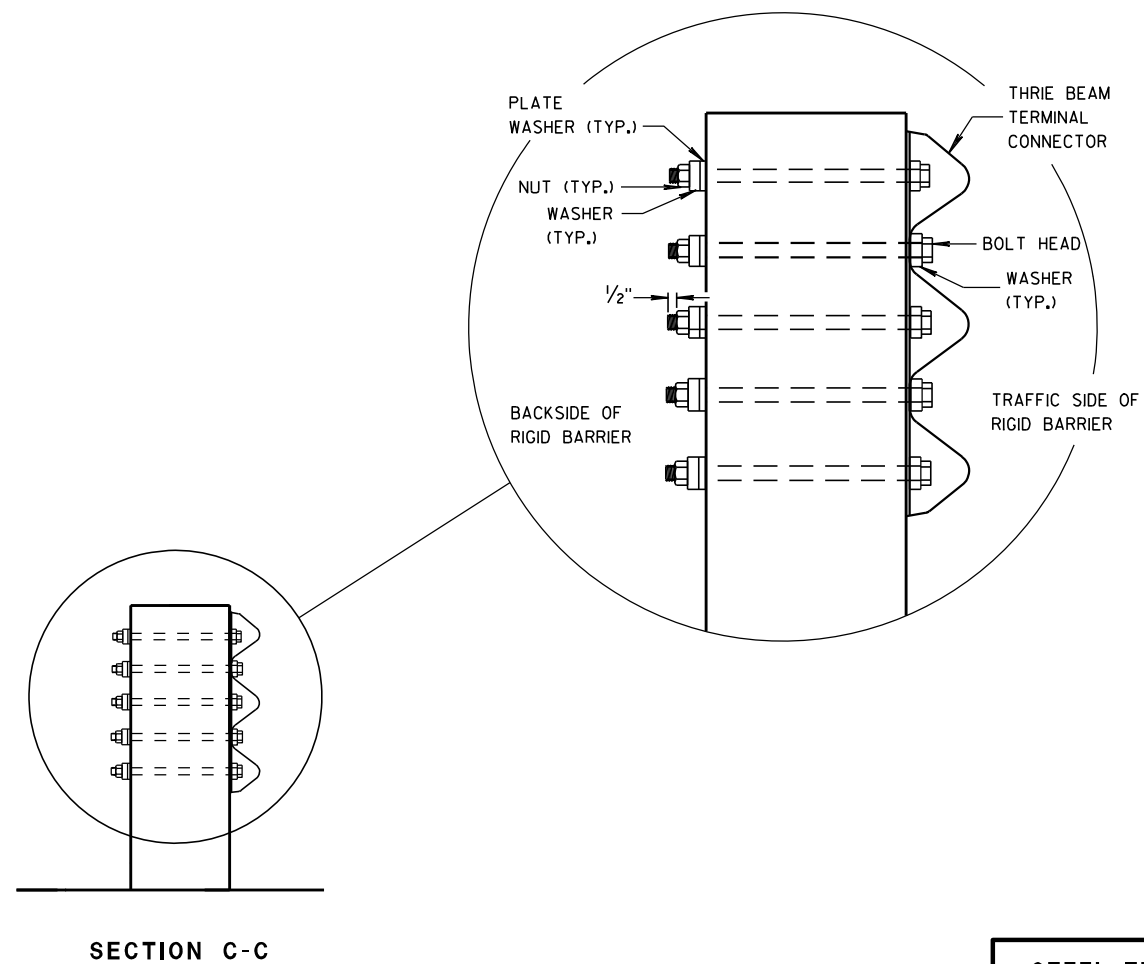 PLATE
WASHER (TYP.)
NUT (TYP.)
WASHER
(TYP.)
1/2"
BACKSIDE OF
RIGID BARRIER
THRIE BEAM
TERMINAL
CONNECTOR
BOLT HEAD
WASHER
(TYP.)
TRAFFIC SIDE OF
RIGID BARRIER
SECTION C-C